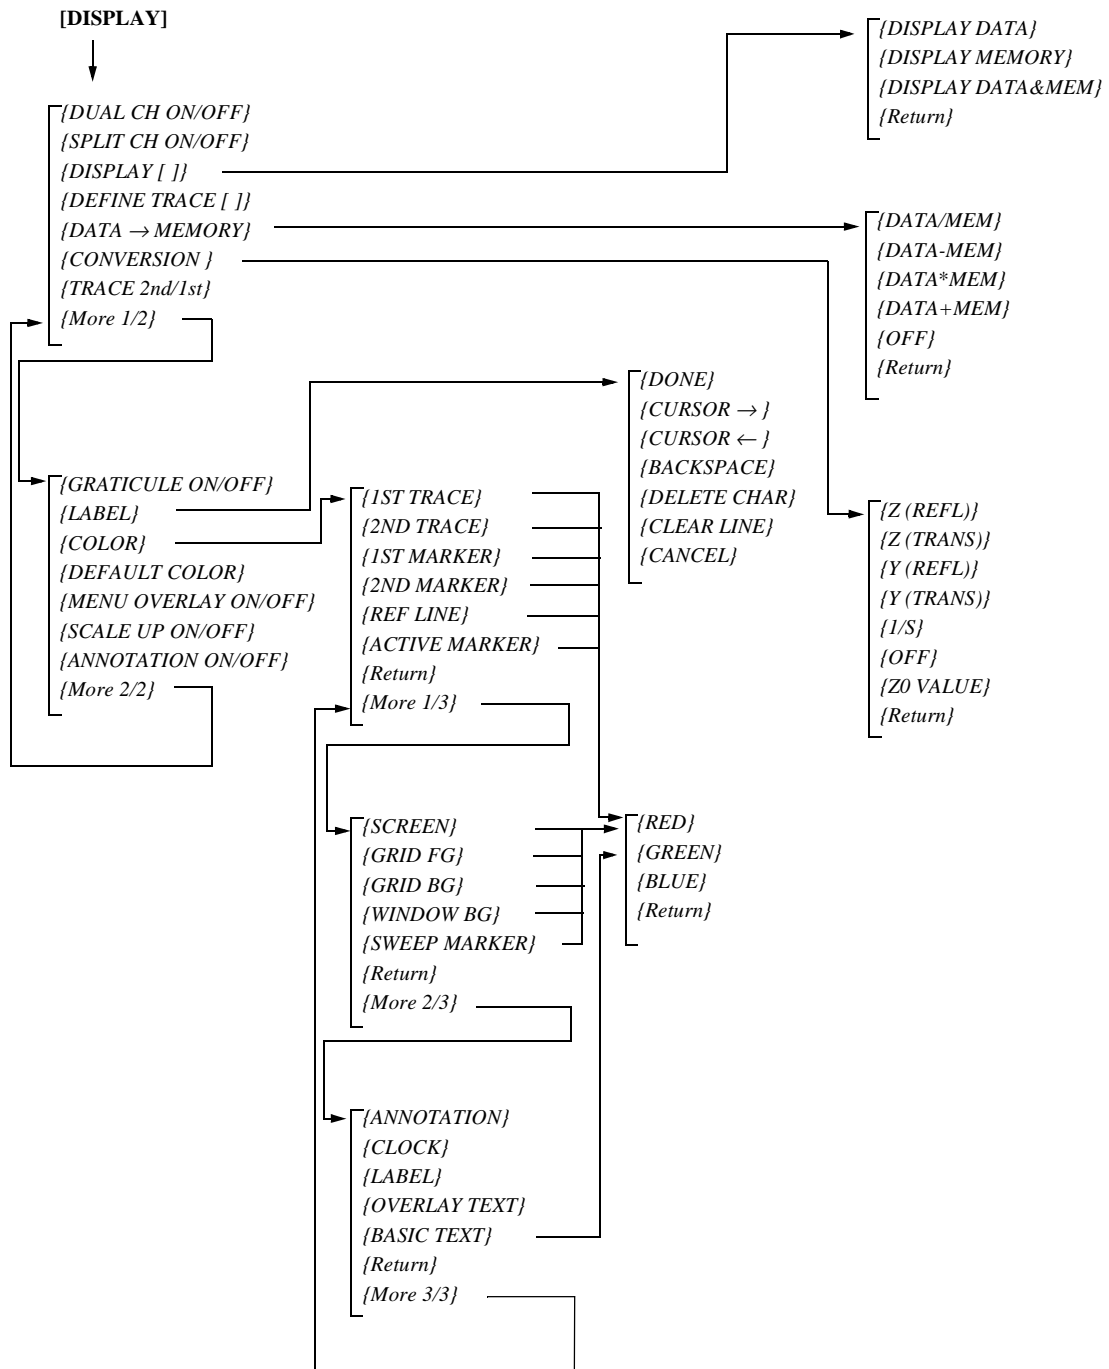 [DISPLAY]
{DUAL CH ON/OFF}
{SPLIT CH ON/OFF}
{DISPLAY [ ]}
{DEFINE TRACE [ ]}
{DATA → MEMORY}
{CONVERSION }
{TRACE 2nd/1st}
{More 1/2}
{DISPLAY DATA}
{DISPLAY MEMORY}
{DISPLAY DATA&MEM}
{Return}
{DATA/MEM}
{DATA-MEM}
{DATA*MEM}
{DATA+MEM}
{OFF}
{Return}
{GRATICULE ON/OFF}
{LABEL}
{COLOR}
{DEFAULT COLOR}
{MENU OVERLAY ON/OFF}
{SCALE UP ON/OFF}
{ANNOTATION ON/OFF}
{More 2/2}
{DONE}
{CURSOR → }
{CURSOR ← }
{BACKSPACE}
{DELETE CHAR}
{CLEAR LINE}
{CANCEL}
{Z (REFL)}
{Z (TRANS)}
{Y (REFL)}
{Y (TRANS)}
{1/S}
{OFF}
{Z0 VALUE}
{Return}
{1ST TRACE}
{2ND TRACE}
{1ST MARKER}
{2ND MARKER}
{REF LINE}
{ACTIVE MARKER}
{Return}
{More 1/3}
{SCREEN}
{GRID FG}
{GRID BG}
{WINDOW BG}
{SWEEP MARKER}
{Return}
{More 2/3}
{RED}
{GREEN}
{BLUE}
{Return}
{ANNOTATION}
{CLOCK}
{LABEL}
{OVERLAY TEXT}
{BASIC TEXT}
{Return}
{More 3/3}